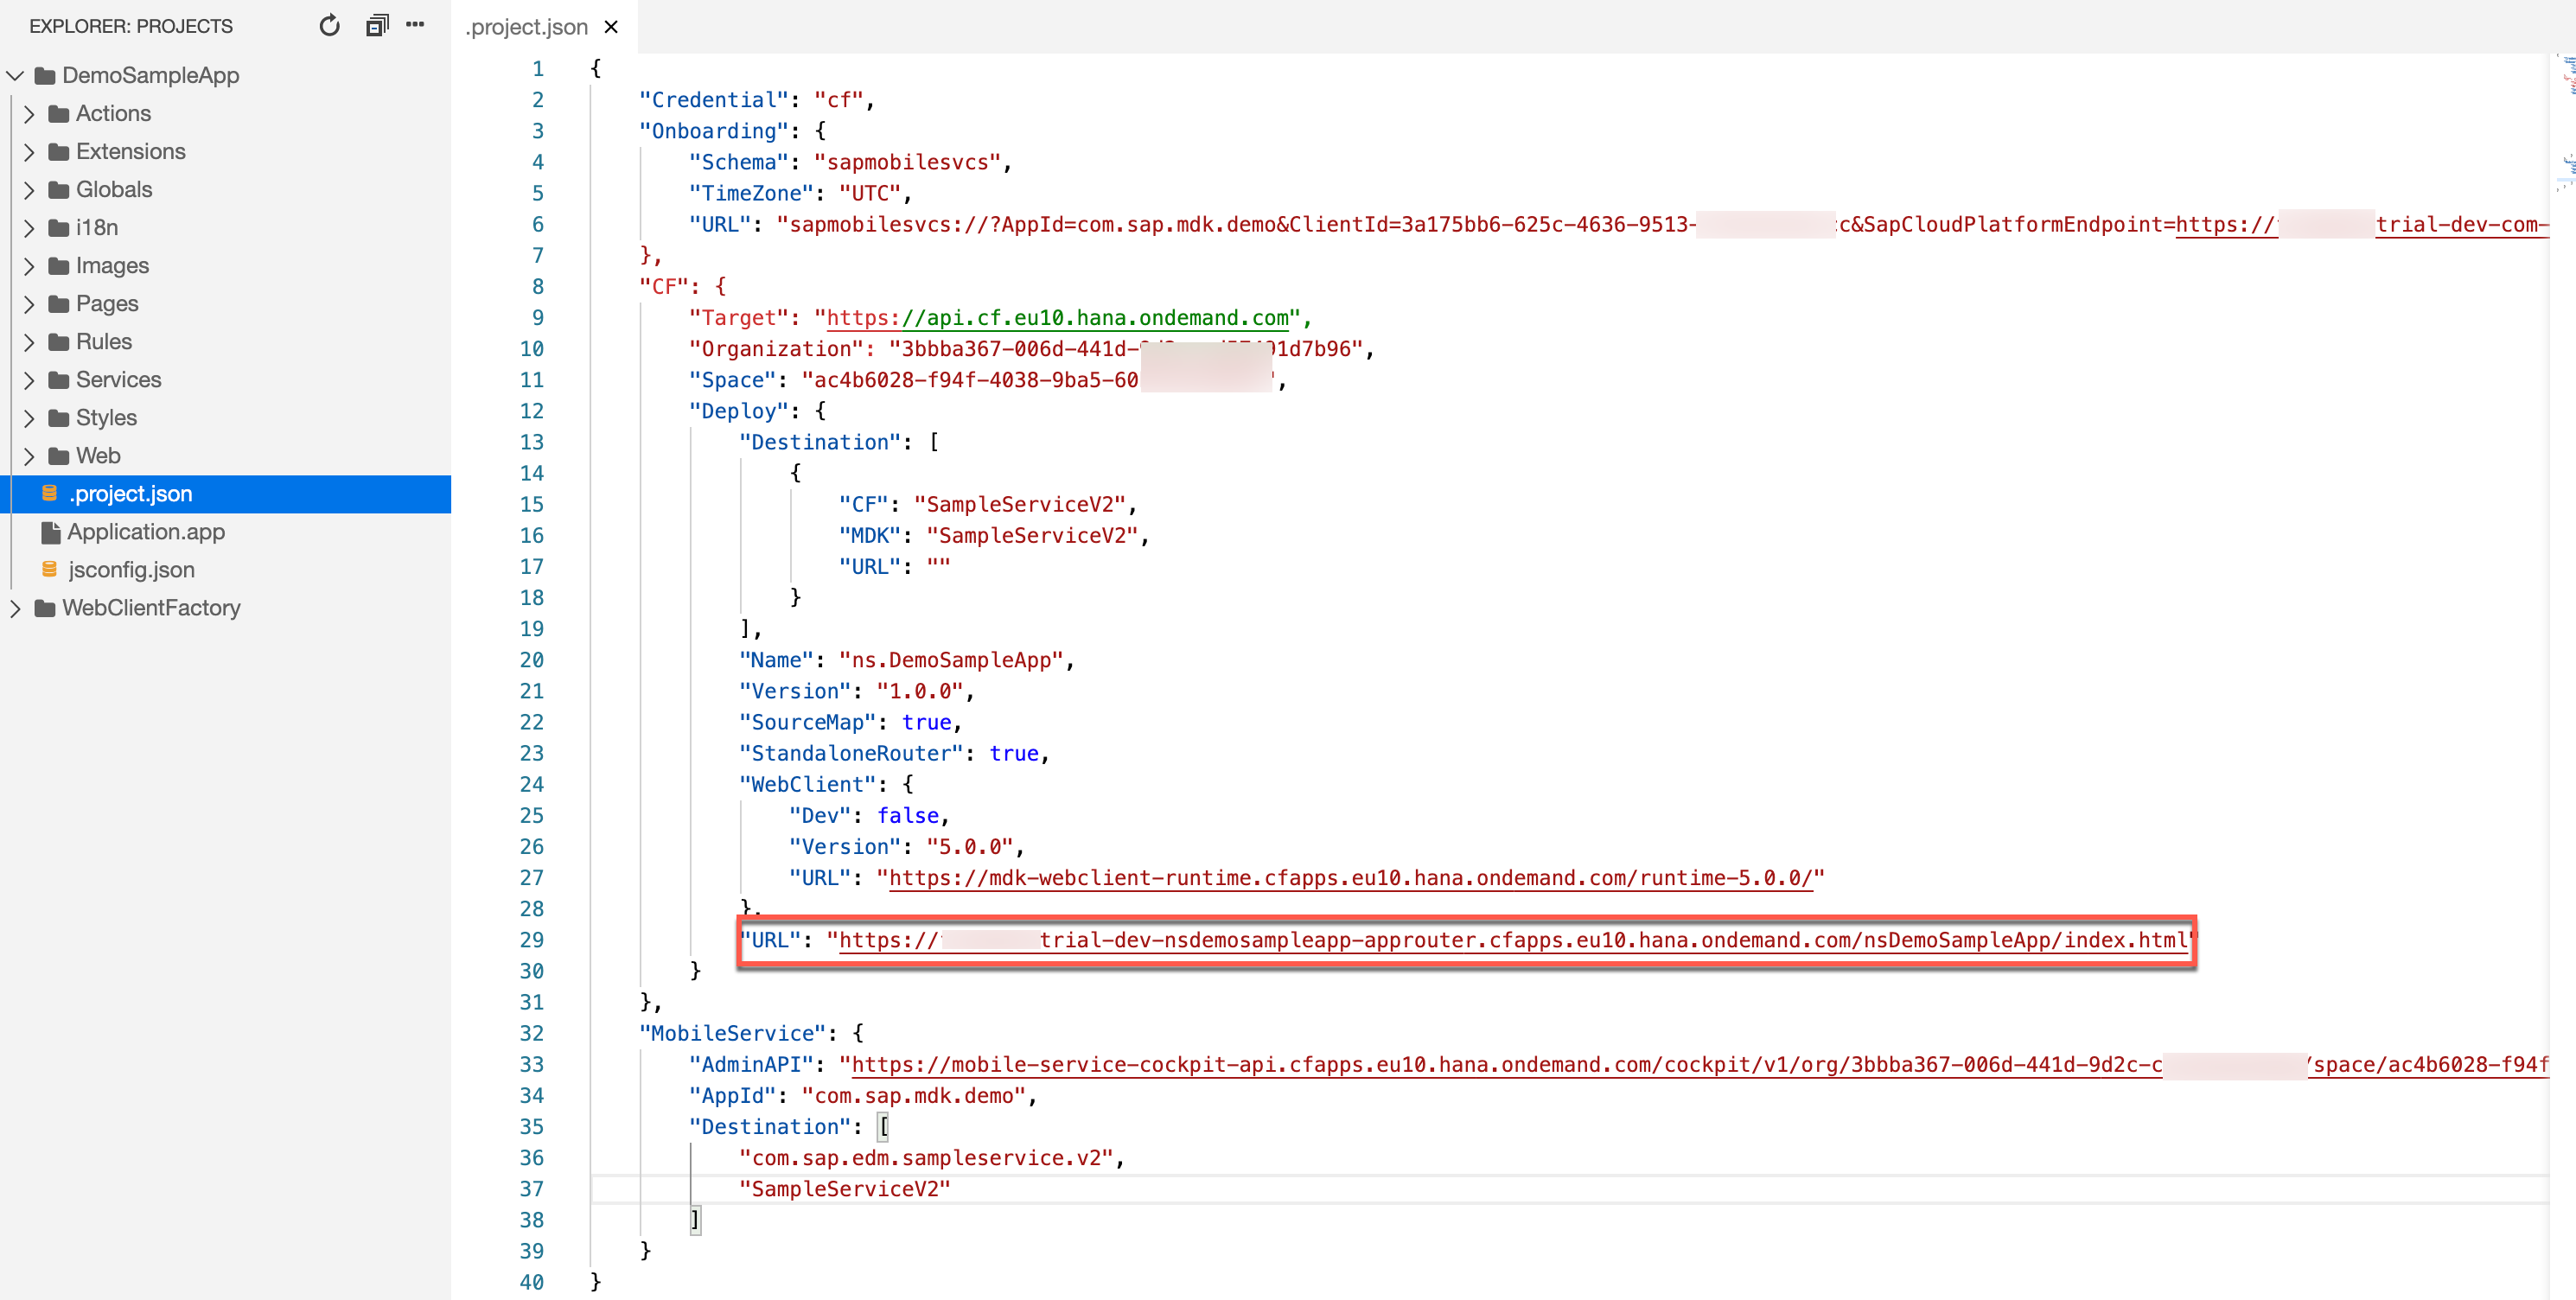 EXPLORER: PROJECTS
DemoSampleApp
Actions
Extensions
Globals
i18n
Images
Pages
Rules
Services
Styles
Web
.project.json
Application.app
jsconfig.json
WebClientFactory
.project.json
1 {
2 "Credential": "cf",
3 "Onboarding": {
4 "Schema": "sapmobilesvcs",
5 "TimeZone": "UTC",
6 "URL": "sapmobilesvcs://?AppId=com.sap.mdk.demo&ClientId=3a175bb6-625c-4636-9513- c&SapCloudPlatformEndpoint=https:// trial-dev-com-
7 },
8 "CF": {
9 "Target": "https://api.cf.eu10.hana.ondemand.com",
10 "Organization": "3bbba367-006d-441d- 91d7b96",
11 "Space": "ac4b6028-f94f-4038-9ba5-60 ",
12 "Deploy": {
13 "Destination": [
14 {
15 "CF": "SampleServiceV2",
16 "MDK": "SampleServiceV2",
17 "URL": ""
18 }
19 ],
20 "Name": "ns.DemoSampleApp",
21 "Version": "1.0.0",
22 "SourceMap": true,
23 "StandaloneRouter": true,
24 "WebClient": {
25 "Dev": false,
26 "Version": "5.0.0",
27 "URL": "https://mdk-webclient-runtime.cfapps.eu10.hana.ondemand.com/runtime-5.0.0/"
28 },
29 "URL": "https:// trial-dev-nsdemosampleapp-approuter.cfapps.eu10.hana.ondemand.com/nsDemoSampleApp/index.html"
30 }
31 },
32 "MobileService": {
33 "AdminAPI": "https://mobile-service-cockpit-api.cfapps.eu10.hana.ondemand.com/cockpit/v1/org/3bbba367-006d-441d-9d2c-c /space/ac4b6028-f94f
34 "AppId": "com.sap.mdk.demo",
35 "Destination": [
36 "com.sap.edm.sampleservice.v2",
37 "SampleServiceV2"
38 ]
39 }
40 }